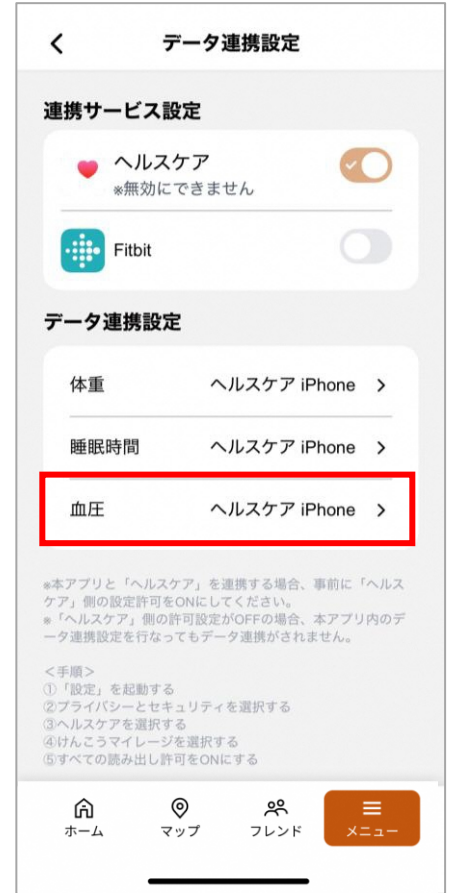 データ連携設定
連携サービス設定
ヘルスケア
※無効にできません
Fitbit
データ連携設定
体重 ヘルスケア iPhone
睡眠時間 ヘルスケア iPhone
血圧 ヘルスケア iPhone
※本アプリと「ヘルスケア」を連携する場合、事前に「ヘルス
ケア」側の設定許可をONにしてください。
※「ヘルスケア」側の許可設定がOFFの場合、本アプリ内のデ
ータ連携設定を行なってもデータ連携がされません。
<手順>
①「設定」を起動する
②プライバシーとセキュリティを選択する
③ヘルスケアを選択する
④けんこうマイレージを選択する
⑤すべての読み出し許可をONにする
ホーム マップ フレンド メニュー